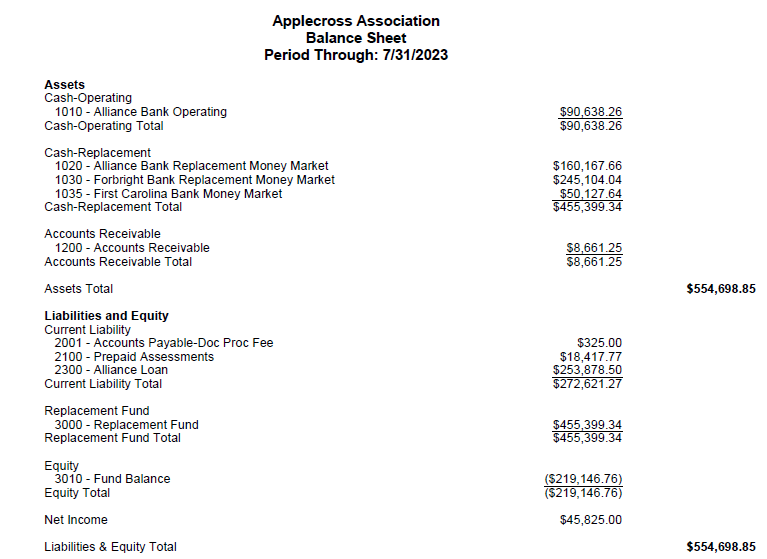 Applecross Association
Balance Sheet
Period Through: 7/31/2023
Assets
Cash-Operating
1010 - Alliance Bank Operating $90,638.26
Cash-Operating Total $90,638.26
Cash-Replacement
1020 - Alliance Bank Replacement Money Market $160,167.66
1030 - Forbright Bank Replacement Money Market $245,104.04
1035 - First Carolina Bank Money Market $50,127.64
Cash-Replacement Total $455,399.34
Accounts Receivable
1200 - Accounts Receivable $8,661.25
Accounts Receivable Total $8,661.25
Assets Total $554,698.85
Liabilities and Equity
Current Liability
2001 - Accounts Payable-Doc Proc Fee $325.00
2100 - Prepaid Assessments $18,417.77
2300 - Alliance Loan $253,878.50
Current Liability Total $272,621.27
Replacement Fund
3000 - Replacement Fund $455,399.34
Replacement Fund Total $455,399.34
Equity
3010 - Fund Balance ($219,146.76)
Equity Total ($219,146.76)
Net Income $45,825.00
Liabilities & Equity Total $554,698.85